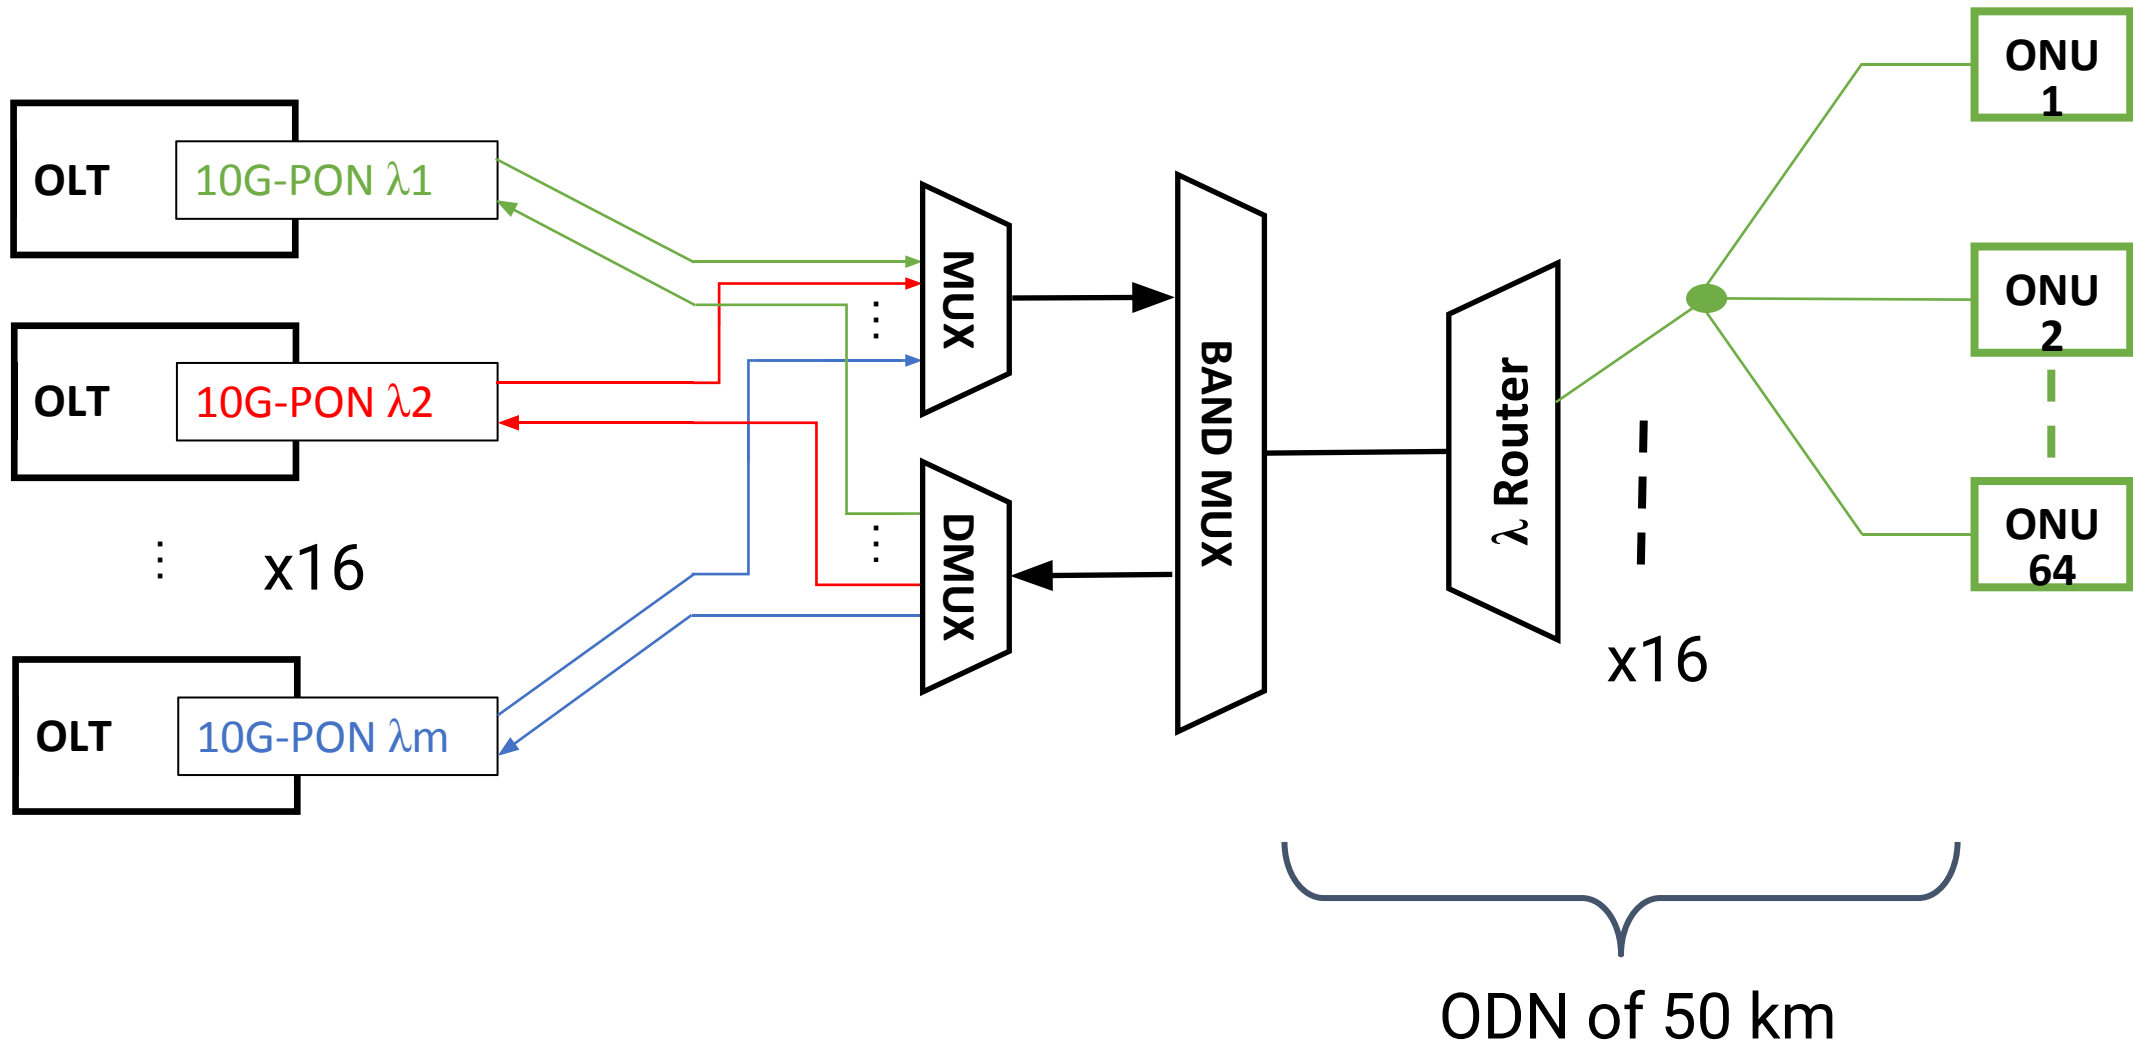 OLT
10G-PON λ1
OLT
10G-PON λ2
x16
OLT
10G-PON λm
MUX
DMUX
BAND MUX
λ Router
x16
ONU
1
ONU
2
ONU
64
ODN of 50 km